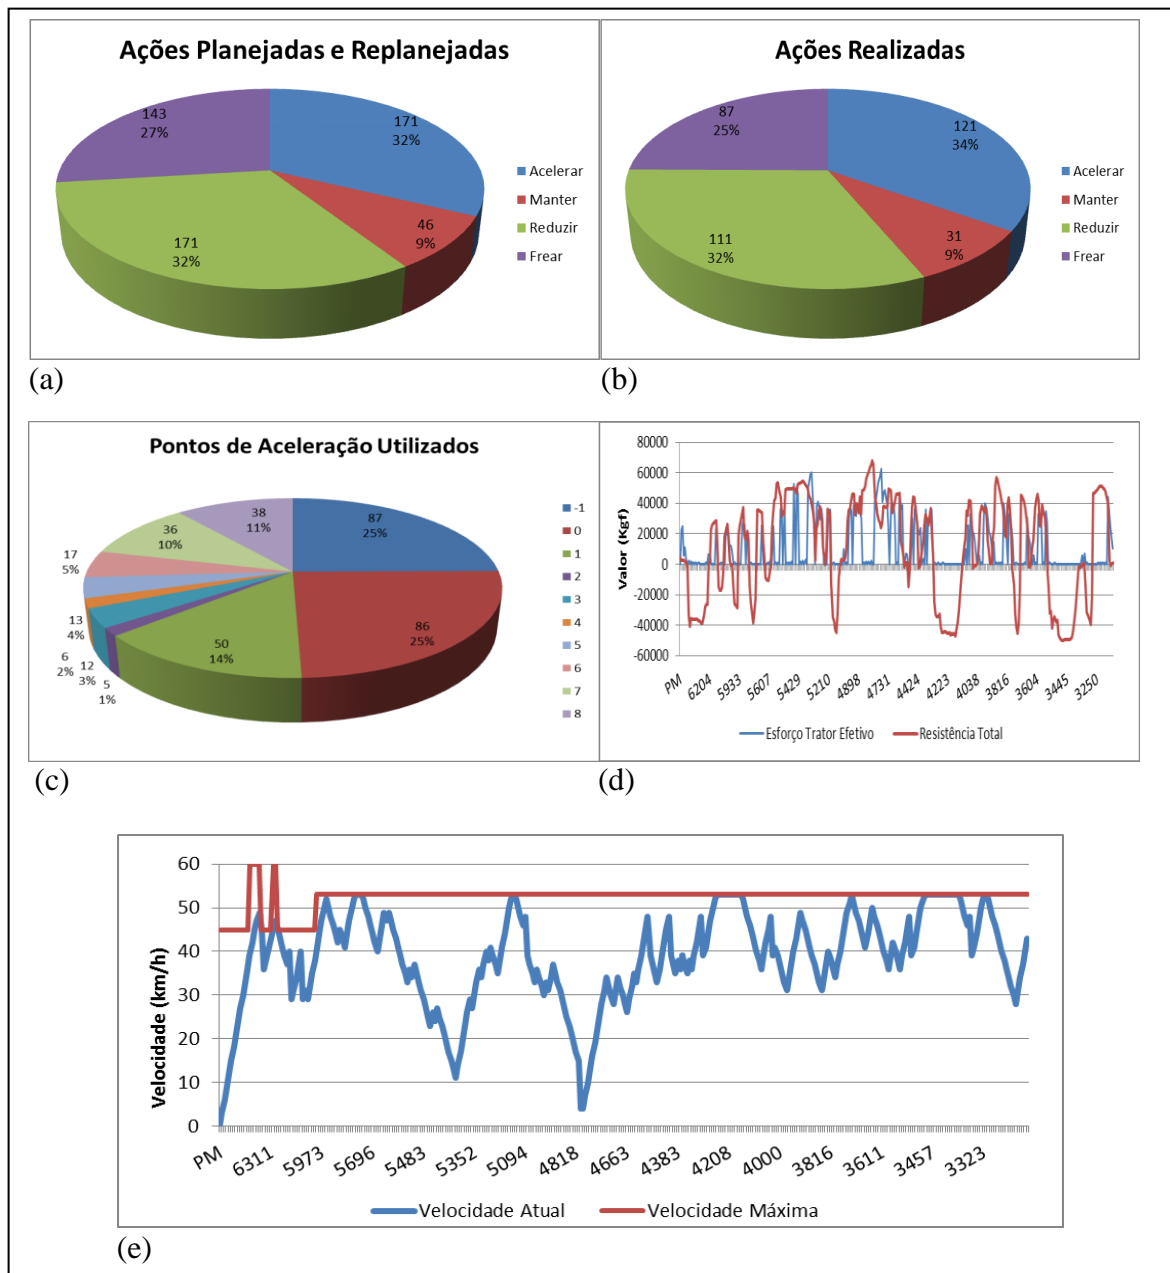 Ações Planejadas e Replanejadas
143
27%
171
32%
46
9%
171
32%
Acelerar
Manter
Reduzir
Frear
(a)
Ações Realizadas
87
25%
121
34%
31
9%
111
32%
Acelerar
Manter
Reduzir
Frear
(b)
Pontos de Aceleração Utilizados
38
11%
87
25%
36
10%
17
5%
13
4%
6
2%
12
3%
5
1%
50
14%
86
25%
-1
0
1
2
3
4
5
6
7
8
(c)
Valor (Kgf)
80000
60000
40000
20000
0
-20000
-40000
-60000
PM 6204 5933 5607 5429 5210 4898 4731 4424 4223 4038 3816 3604 3445 3250
Esforço Trator Efetivo Resistência Total
(d)
Velocidade (km/h)
60
50
40
30
20
10
0
PM 6311 5973 5696 5483 5352 5094 4818 4663 4383 4208 4000 3816 3611 3457 3323
Velocidade Atual Velocidade Máxima
(e)